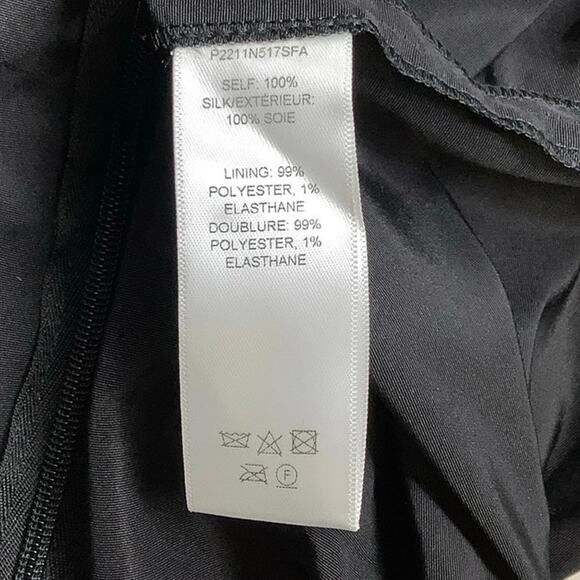 P2211N517SFA
SELF: 100%
SILK/EXTÉRIEUR:
100% SOIE
LINING: 99%
POLYESTER, 1%
ELASTHANE
DOUBLURE: 99%
POLYESTER, 1%
ELASTHANE
F